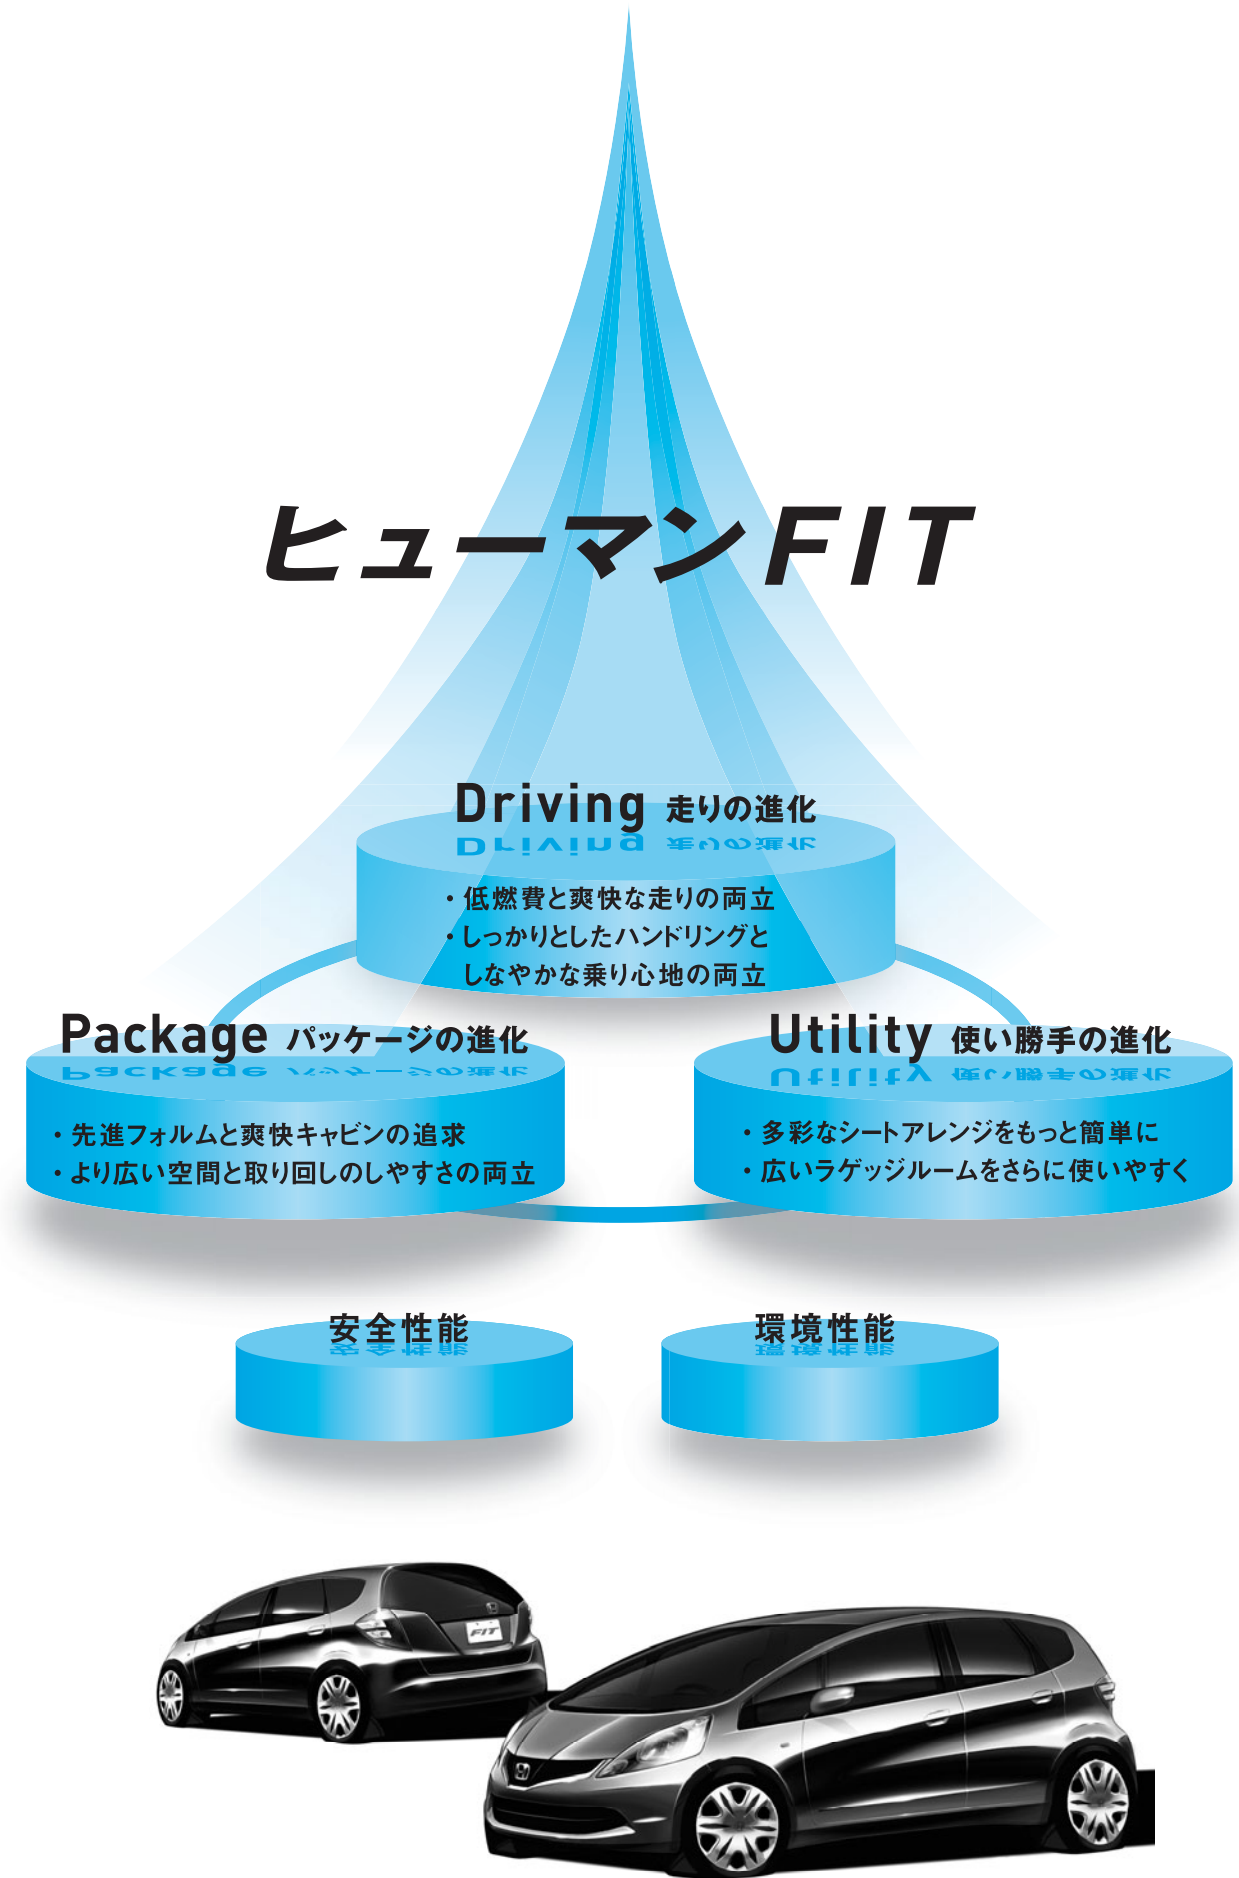 ヒューマンFIT
Driving 走りの進化
・低燃費と爽快な走りの両立
・しっかりとしたハンドリングと
しなやかな乗り心地の両立
Package パッケージの進化
・先進フォルムと爽快キャビンの追求
・より広い空間と取り回しのしやすさの両立
Utility 使い勝手の進化
・多彩なシートアレンジをもっと簡単に
・広いラゲッジルームをさらに使いやすく
安全性能
環境性能
FIT